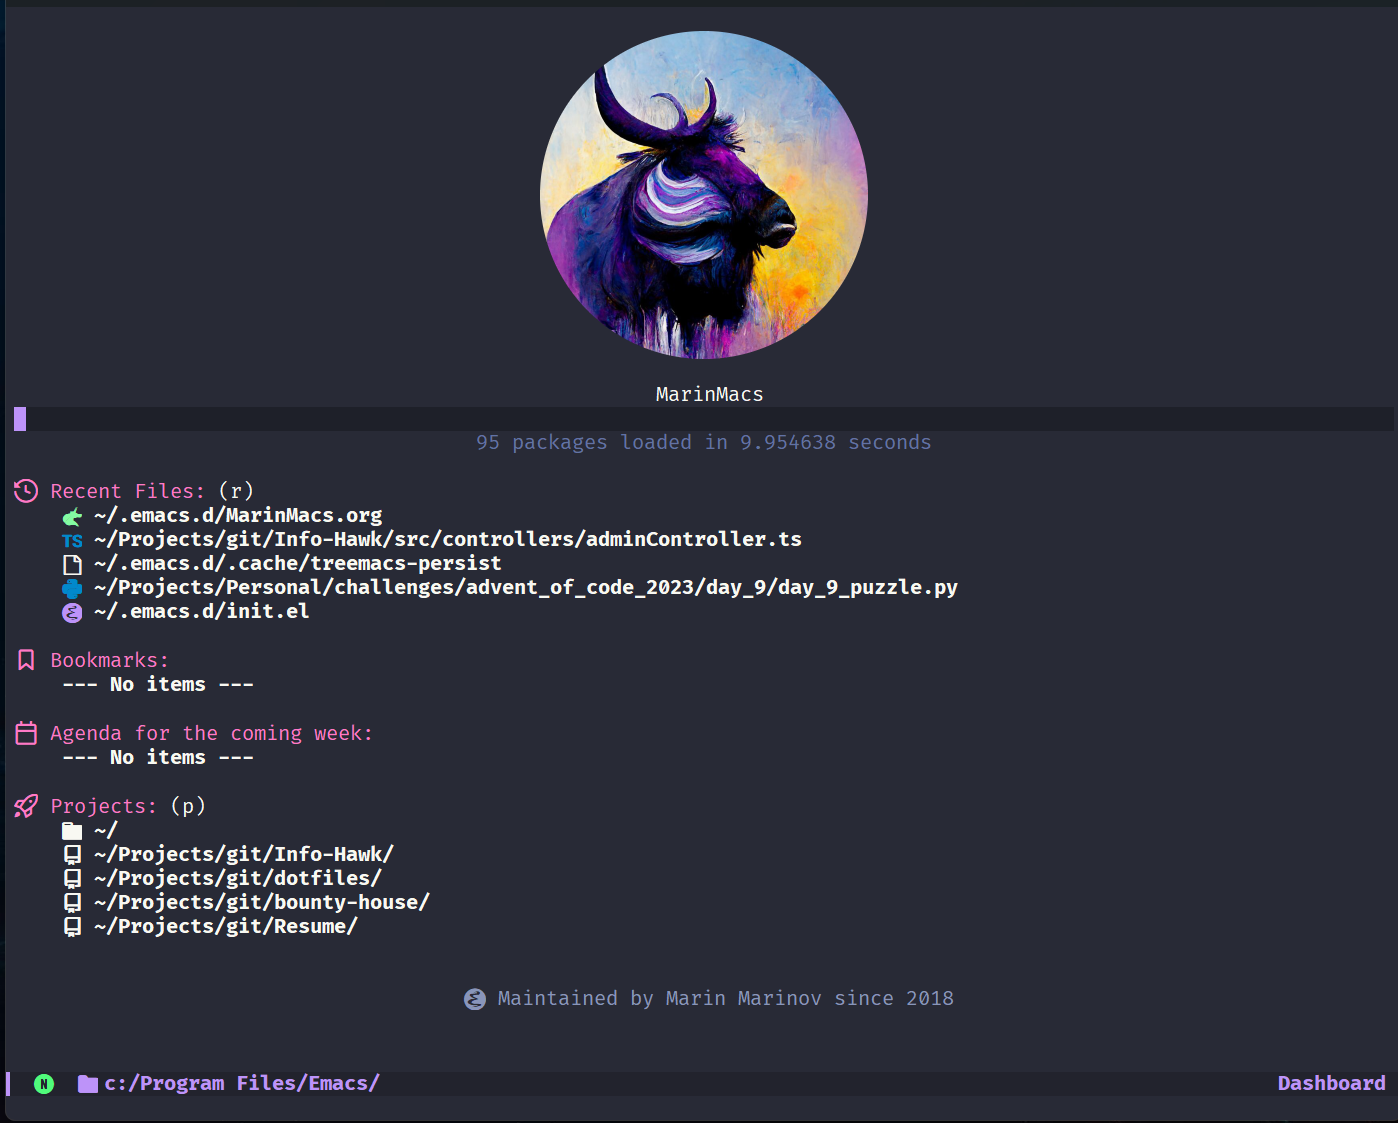 MarinMacs
95 packages loaded in 9.954638 seconds
Recent Files: (r)
~/.emacs.d/MarinMacs.org
TS ~/Projects/git/Info-Hawk/src/controllers/adminController.ts
~/.emacs.d/.cache/treemacs-persist
~/Projects/Personal/challenges/advent_of_code_2023/day_9/day_9_puzzle.py
~/.emacs.d/init.el
Bookmarks:
--- No items ---
Agenda for the coming week:
--- No items ---
Projects: (p)
~/
~/Projects/git/Info-Hawk/
~/Projects/git/dotfiles/
~/Projects/git/bounty-house/
~/Projects/git/Resume/
Maintained by Marin Marinov since 2018
N c:/Program Files/Emacs/ Dashboard